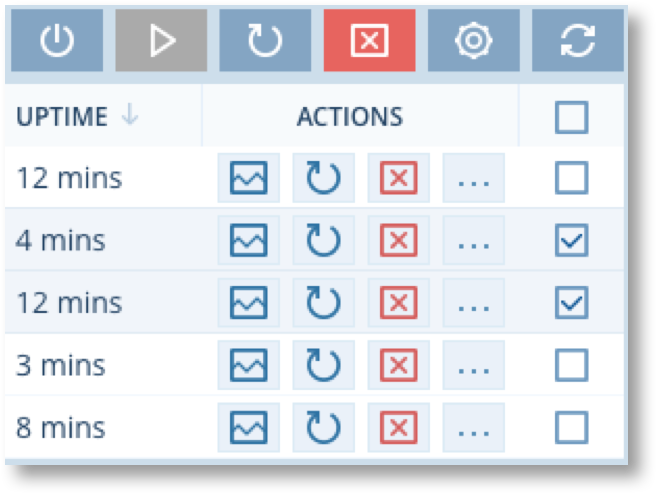 UPTIME ACTIONS
12 mins ...
4 mins ...
12 mins ...
3 mins ...
8 mins ...